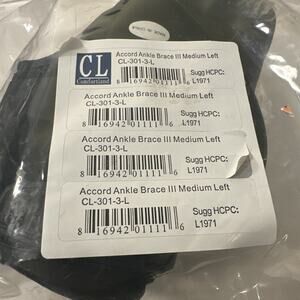 CL
Comfortland
Accord Ankle Brace III Medium Left
CL-301-3-L
Sugg HCPC:
L1971
8 16942 01111 6
Accord Ankle Brace III Medium Left
CL-301-3-L
Sugg HCPC:
L1971
8 16942 01111 6
Accord Ankle Brace III Medium Left
CL-301-3-L
Sugg HCPC:
L1971
8 16942 01111 6
Accord Ankle Brace III Medium Left
CL-301-3-L
Sugg HCPC:
L1971
8 16942 01111 6